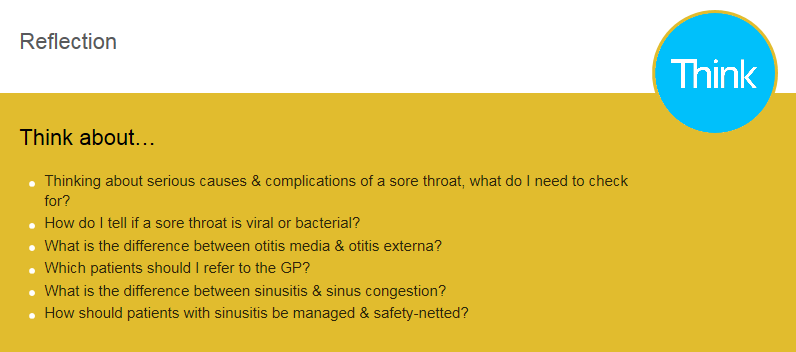 Reflection
Think
Think about…
Thinking about serious causes & complications of a sore throat, what do I need to check
for?
How do I tell if a sore throat is viral or bacterial?
What is the difference between otitis media & otitis externa?
Which patients should I refer to the GP?
What is the difference between sinusitis & sinus congestion?
How should patients with sinusitis be managed & safety-netted?